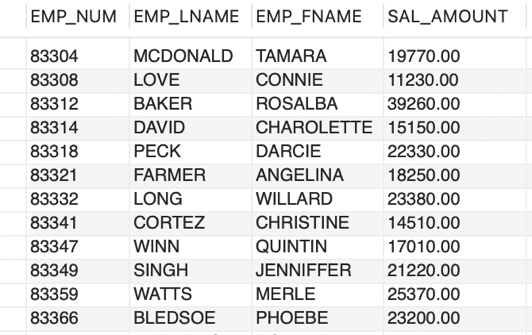 EMP_NUM EMP_LNAME EMP_FNAME SAL_AMOUNT
83304 MCDONALD TAMARA 19770.00
83308 LOVE CONNIE 11230.00
83312 BAKER ROSALBA 39260.00
83314 DAVID CHAROLETTE 15150.00
83318 PECK DARCIE 22330.00
83321 FARMER ANGELINA 18250.00
83332 LONG WILLARD 23380.00
83341 CORTEZ CHRISTINE 14510.00
83347 WINN QUINTIN 17010.00
83349 SINGH JENNIFFER 21220.00
83359 WATTS MERLE 25370.00
83366 BLEDSOE PHOEBE 23200.00